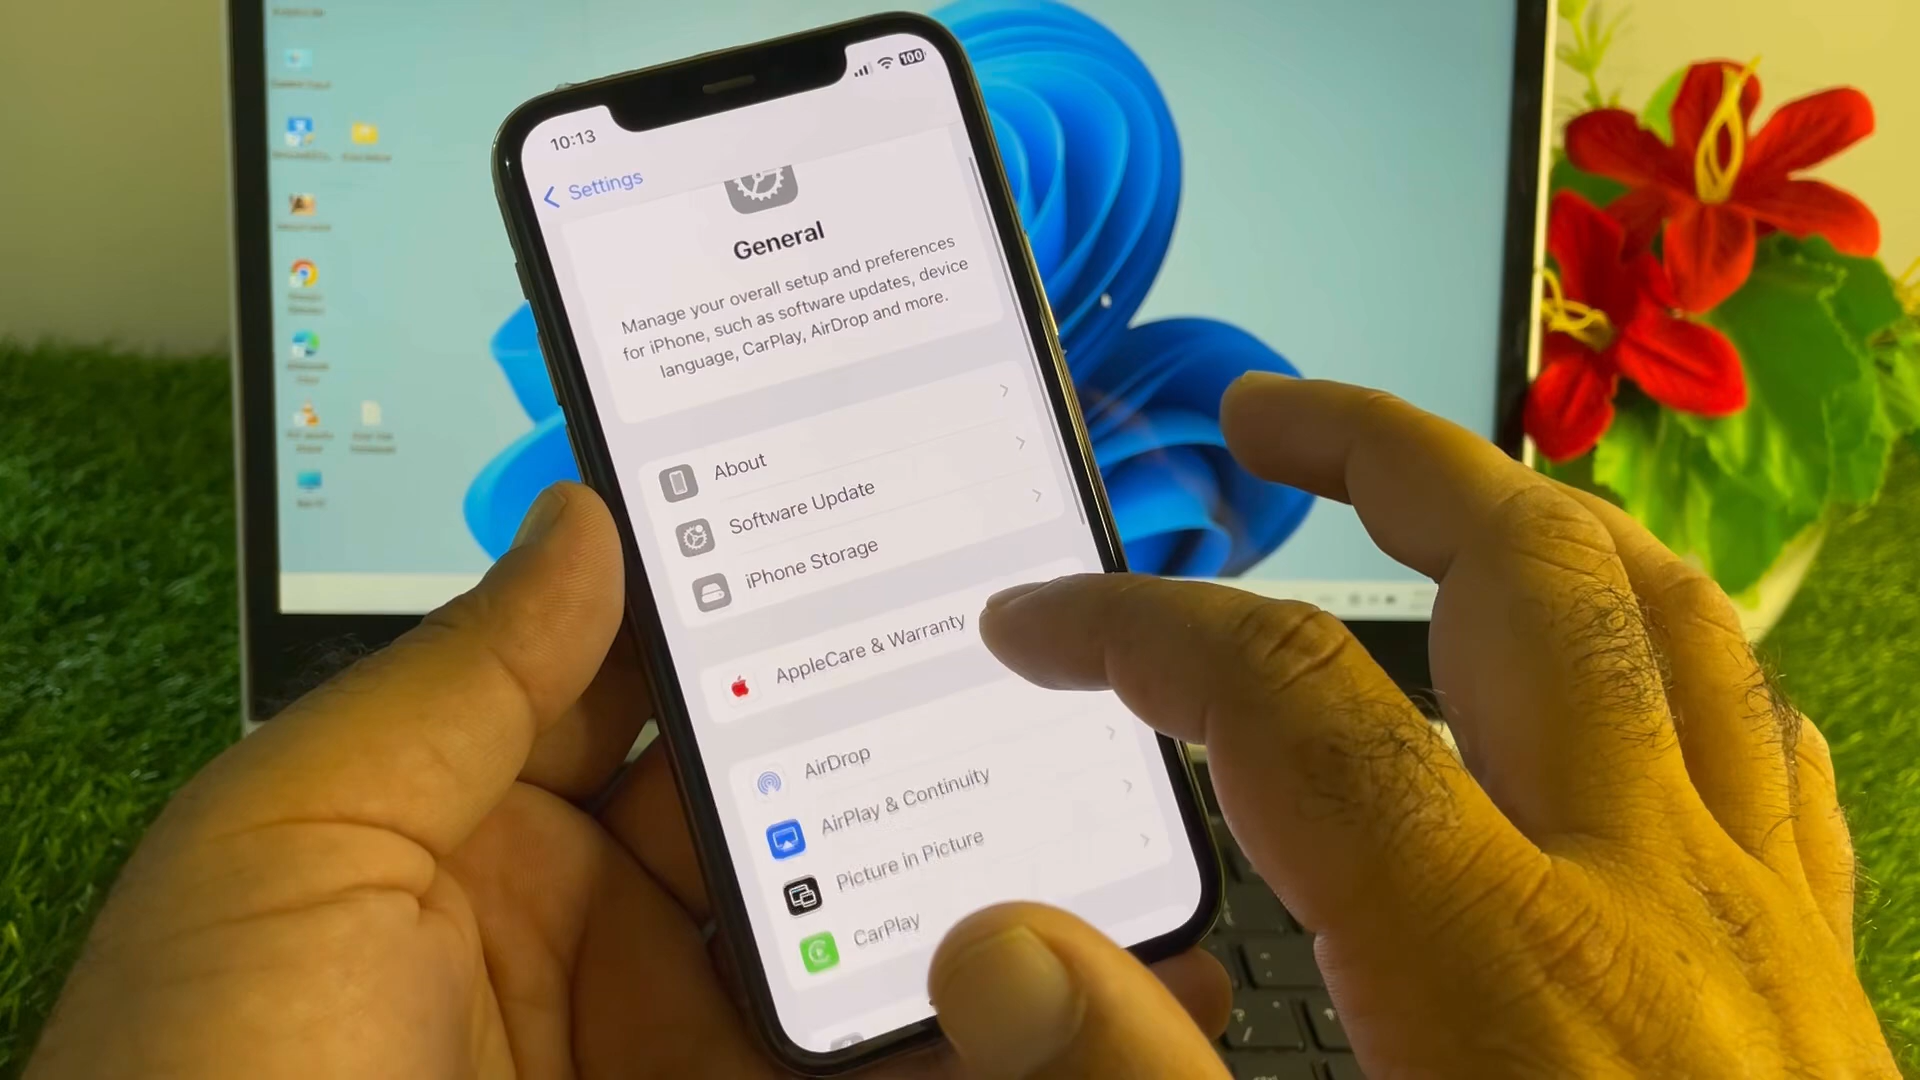 10:13
100
Settings
General
Manage your overall setup and preferences
for iPhone, such as software updates, device
language, CarPlay, AirDrop and more.
About
Software Update
iPhone Storage
AppleCare & Warranty
AirDrop
AirPlay & Continuity
Picture in Picture
CarPlay